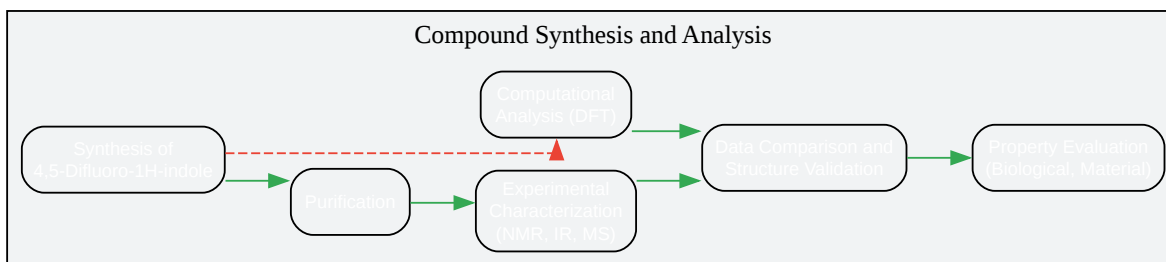 Compound Synthesis and Analysis
Computational
Analysis (DFT)
Synthesis of
4,5-Difluoro-1H-indole
Purification
Experimental
Characterization
(NMR, IR, MS)
Data Comparison and
Structure Validation
Property Evaluation
(Biological, Material)